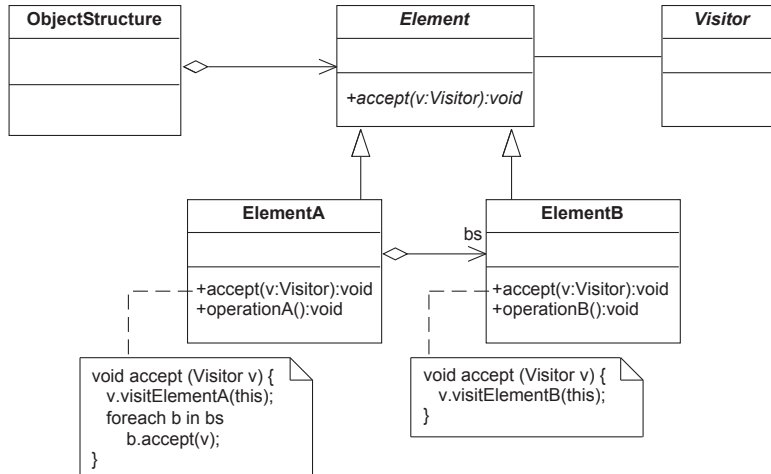 ObjectStructure
Element
Visitor
+accept(v:Visitor):void
ElementA
ElementB
bs
+accept(v:Visitor):void
+operationA():void
+accept(v:Visitor):void
+operationB():void
void accept (Visitor v) {
v.visitElementA(this);
foreach b in bs
b.accept(v);
}
void accept (Visitor v) {
v.visitElementB(this);
}